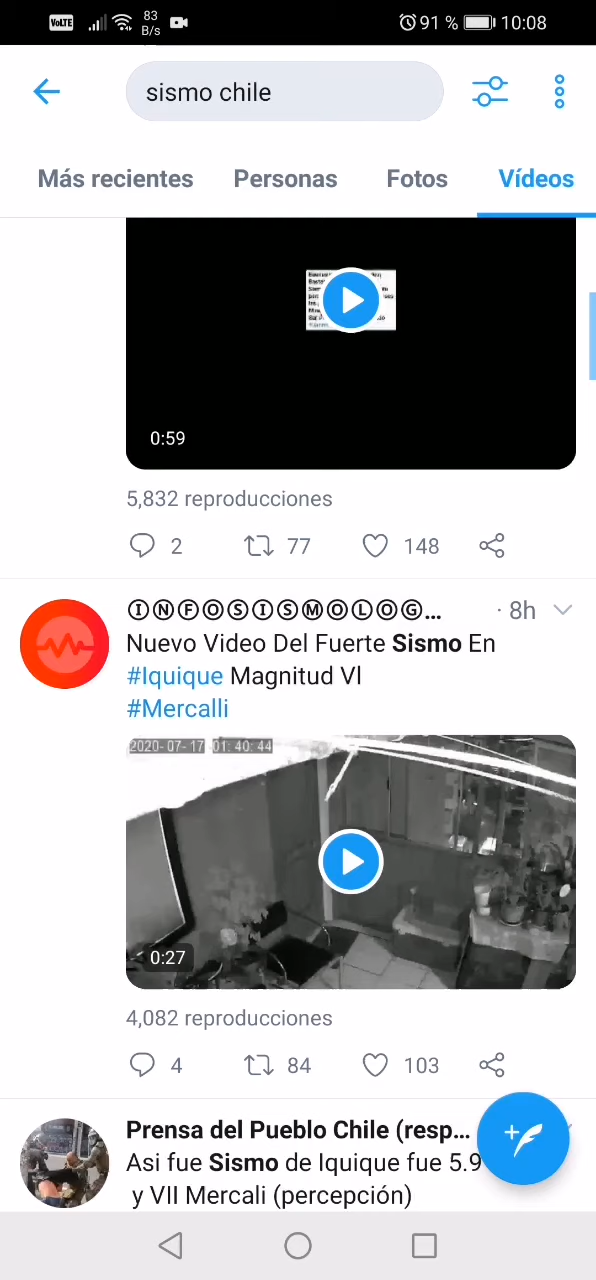 VoLTE 83 B/s 91 % 10:08
sismo chile
Más recientes Personas Fotos Vídeos
0:59
5,832 reproducciones
2 77 148
ⒾⓃⒻⓄⓈⒾⓈⓂⓄⓁⓄⒼ... · 8h
Nuevo Video Del Fuerte Sismo En
#Iquique Magnitud Vl
#Mercalli
2020-07-17 01:40:44
0:27
4,082 reproducciones
4 84 103
Prensa del Pueblo Chile (resp...
Asi fue Sismo de Iquique fue 5.9
y VII Mercali (percepción)